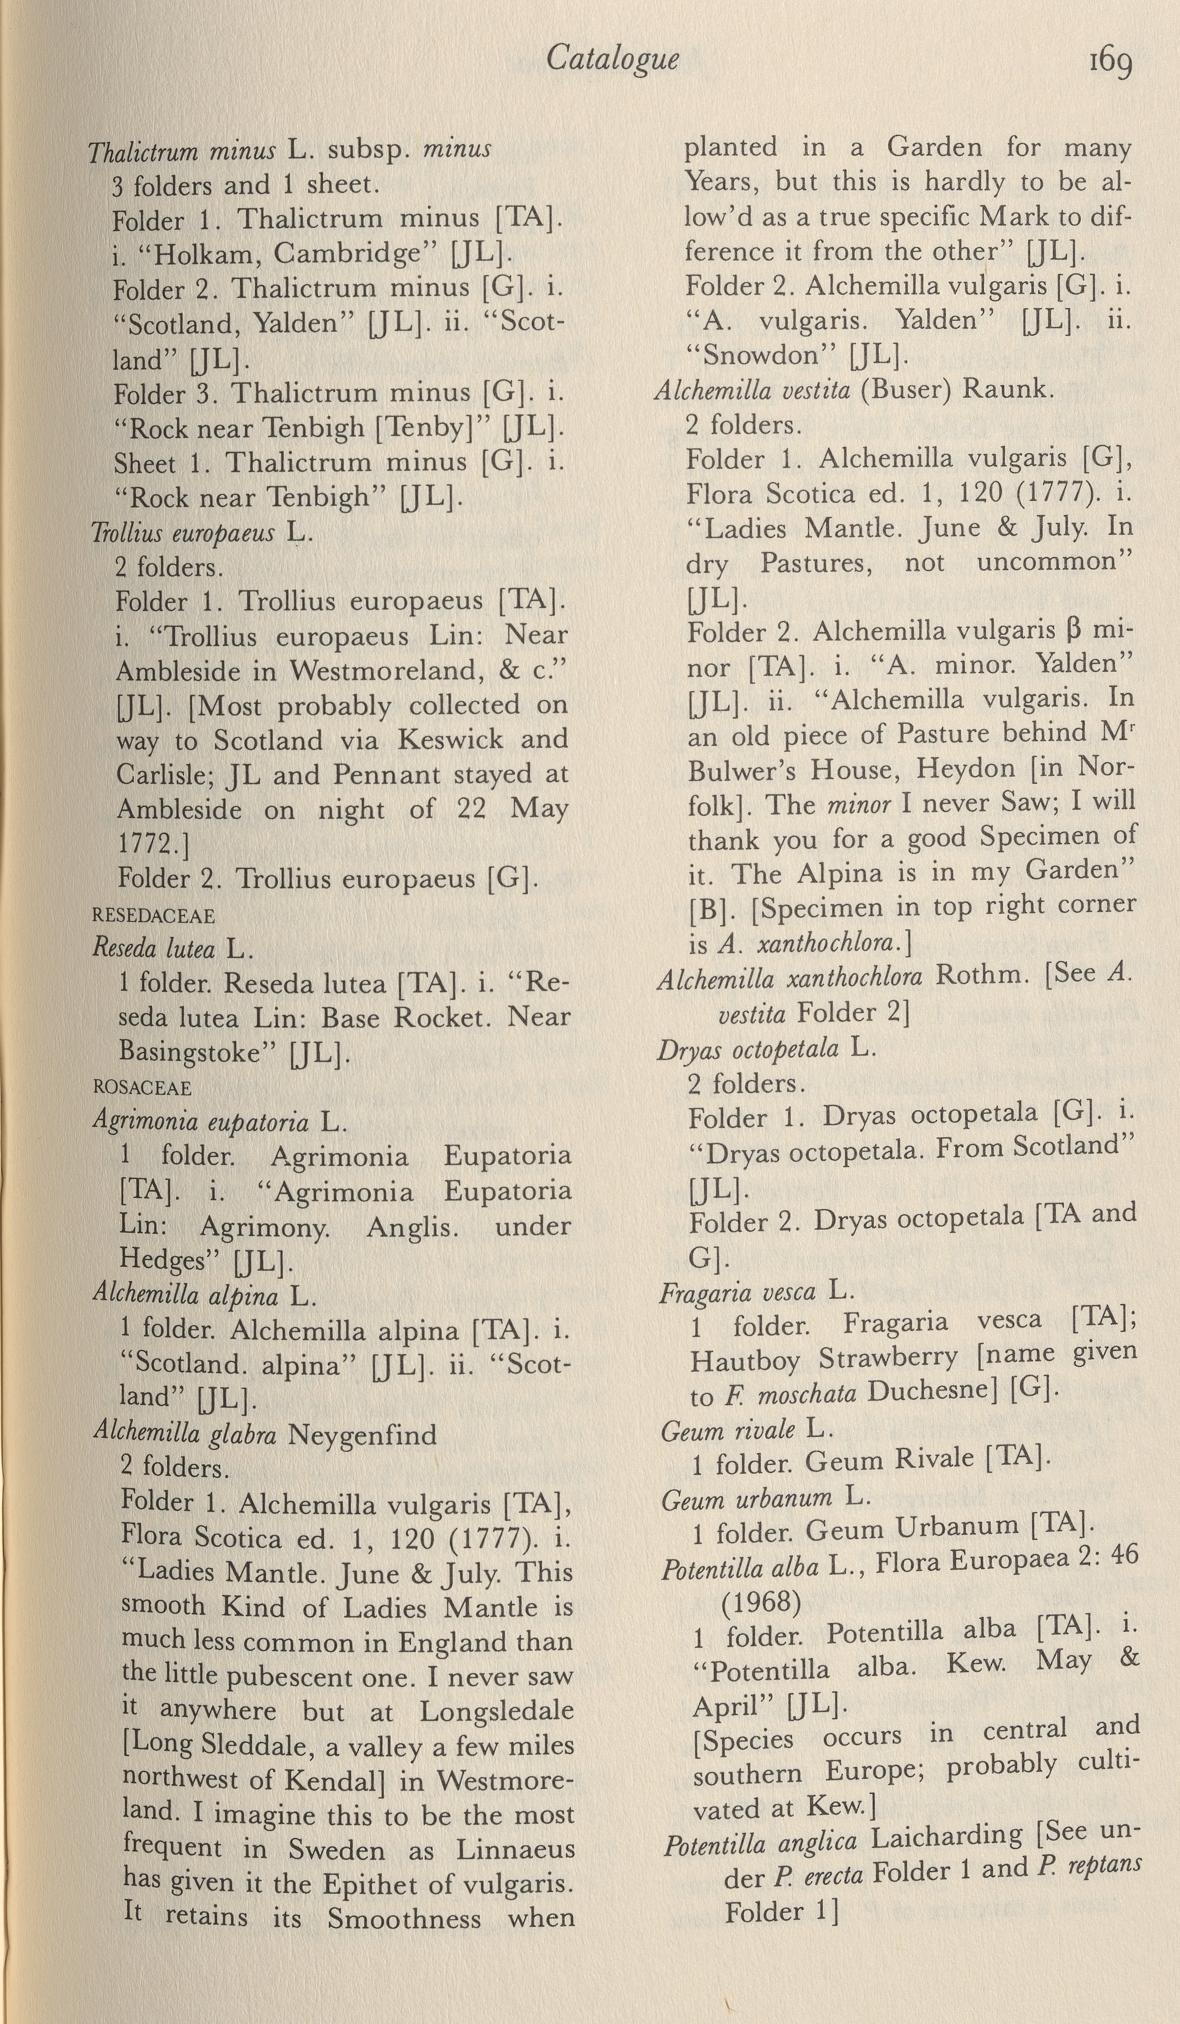 Catalogue
169
Thalictrum minus L. subsp. minus
3 folders and 1 sheet.
Folder 1. Thalictrum minus [TA].
i. “Holkam, Cambridge” [JL].
Folder 2. Thalictrum minus [G]. i.
“Scotland, Yalden” [JL]. ii. “Scot-
land” [JL].
Folder 3. Thalictrum minus [G]. i.
“Rock near Tenbigh [Tenby]” [JL].
Sheet 1. Thalictrum minus [G]. i.
“Rock near Tenbigh” [JL].
Trollius europaeus L.
2 folders.
Folder 1. Trollius europaeus [TA].
i. “Trollius europaeus Lin: Near
Ambleside in Westmoreland, & c.”
[JL]. [Most probably collected on
way to Scotland via Keswick and
Carlisle; JL and Pennant stayed at
Ambleside on night of 22 May
1772.]
Folder 2. Trollius europaeus [G].
RESEDACEAE
Reseda lutea L.
1 folder. Reseda lutea [TA]. i. “Re-
seda lutea Lin: Base Rocket. Near
Basingstoke” [JL].
ROSACEAE
Agrimonia eupatoria L.
1 folder. Agrimonia Eupatoria
[TA]. i. “Agrimonia Eupatoria
Lin: Agrimony. Anglis. under
Hedges” [JL].
Alchemilla alpina L.
1 folder. Alchemilla alpina [TA]. i.
“Scotland. alpina” [JL]. ii. “Scot-
land” [JL].
Alchemilla glabra Neygenfind
2 folders.
Folder 1. Alchemilla vulgaris [TA],
Flora Scotica ed. 1, 120 (1777). i.
“Ladies Mantle. June & July. This
smooth Kind of Ladies Mantle is
much less common in England than
the little pubescent one. I never saw
it anywhere but at Longsledale
[Long Sleddale, a valley a few miles
northwest of Kendal] in Westmore-
land. I imagine this to be the most
frequent in Sweden as Linnaeus
has given it the Epithet of vulgaris.
It retains its Smoothness when
planted in a Garden for many
Years, but this is hardly to be al-
low’d as a true specific Mark to dif-
ference it from the other” [JL].
Folder 2. Alchemilla vulgaris [G]. i.
“A. vulgaris. Yalden” [JL]. ii.
“Snowdon” [JL].
Alchemilla vestita (Buser) Raunk.
2 folders.
Folder 1. Alchemilla vulgaris [G],
Flora Scotica ed. 1, 120 (1777). i.
“Ladies Mantle. June & July. In
dry Pastures, not uncommon”
[JL].
Folder 2. Alchemilla vulgaris β mi-
nor [TA]. i. “A. minor. Yalden”
[JL]. ii. “Alchemilla vulgaris. In
an old piece of Pasture behind Mʳ
Bulwer’s House, Heydon [in Nor-
folk]. The minor I never Saw; I will
thank you for a good Specimen of
it. The Alpina is in my Garden”
[B]. [Specimen in top right corner
is A. xanthochlora.]
Alchemilla xanthochlora Rothm. [See A.
vestita Folder 2]
Dryas octopetala L.
2 folders.
Folder 1. Dryas octopetala [G]. i.
“Dryas octopetala. From Scotland”
[JL].
Folder 2. Dryas octopetala [TA and
G].
Fragaria vesca L.
1 folder. Fragaria vesca [TA];
Hautboy Strawberry [name given
to F. moschata Duchesne] [G].
Geum rivale L.
1 folder. Geum Rivale [TA].
Geum urbanum L.
1 folder. Geum Urbanum [TA].
Potentilla alba L., Flora Europaea 2: 46
(1968)
1 folder. Potentilla alba [TA]. i.
“Potentilla alba. Kew. May &
April” [JL].
[Species occurs in central and
southern Europe; probably culti-
vated at Kew.]
Potentilla anglica Laicharding [See un-
der P. erecta Folder 1 and P. reptans
Folder 1]